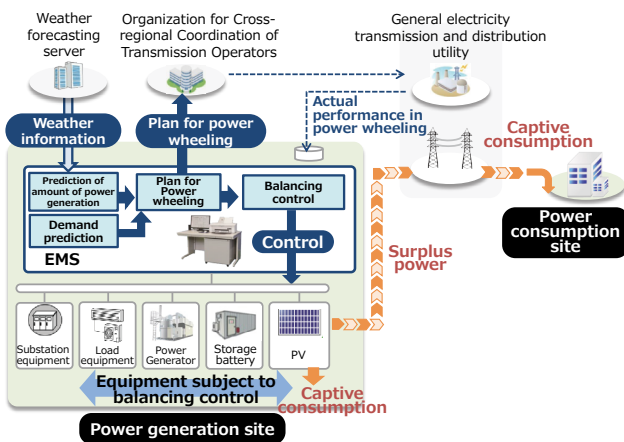 Weather
forecasting
server
Organization for Cross-
regional Coordination of
Transmission Operators
General electricity
transmission and distribution
utility
Weather
information
Plan for power
wheeling
Actual
performance in
power wheeling
Captive
consumption
Prediction of
amount of power
generation
Plan for
Power
wheeling
Balancing
control
Demand
prediction
EMS
Control
Surplus
power
Power
consumption
site
Substation
equipment
Load
equipment
Power
Generator
Storage
battery
PV
Equipment subject to
balancing control
Captive
consumption
Power generation site